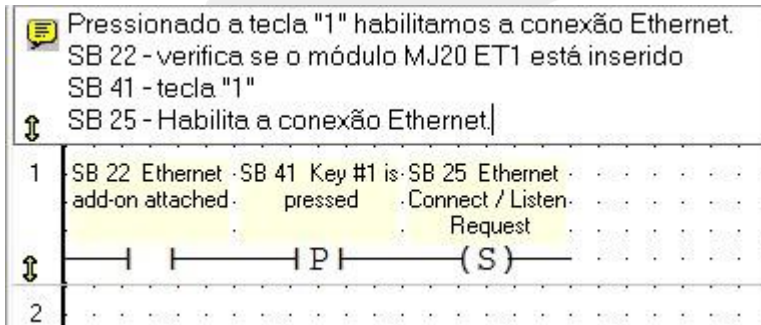 Pressionado a tecla "1" habilitamos a conexão Ethernet.
SB 22 - verifica se o módulo MJ20 ET1 está inserido
SB 41 - tecla "1"
SB 25 - Habilita a conexão Ethernet.
1
SB 22 Ethernet add-on attached
SB 41 Key #1 is pressed
SB 25 Ethernet Connect / Listen Request
P
(S)
2